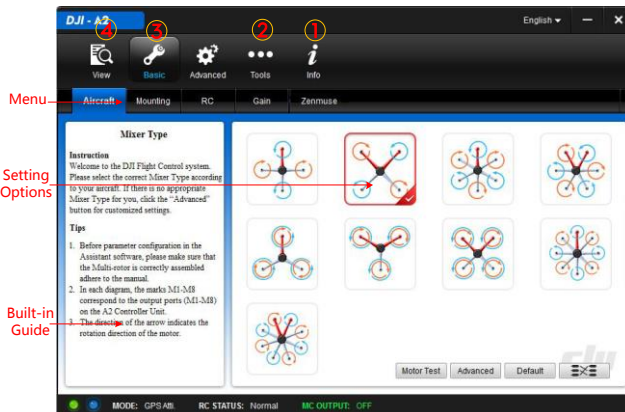 DJI - A2
English
④ ③ ② ①
View Basic Advanced Tools Info
Menu
Aircraft Mounting RC Gain Zenmuse
Mixer Type
Instruction
Welcome to the DJI Flight Control system.
Please select the correct Mixer Type according
to your aircraft. If there is no appropriate
Mixer Type for you, click the “Advanced”
button for customized settings.
Tips
1. Before parameter configuration in the
Assistant software, please make sure that
the Multi-rotor is correctly assembled
adhere to the manual.
2. In each diagram, the marks M1-M8
correspond to the output ports (M1-M8)
on the A2 Controller Unit.
3. The direction of the arrow indicates the
rotation direction of the motor.
Setting
Options
Built-in
Guide
Motor Test Advanced Default
dji
MODE: GPS Atti. RC STATUS: Normal MC OUTPUT: OFF